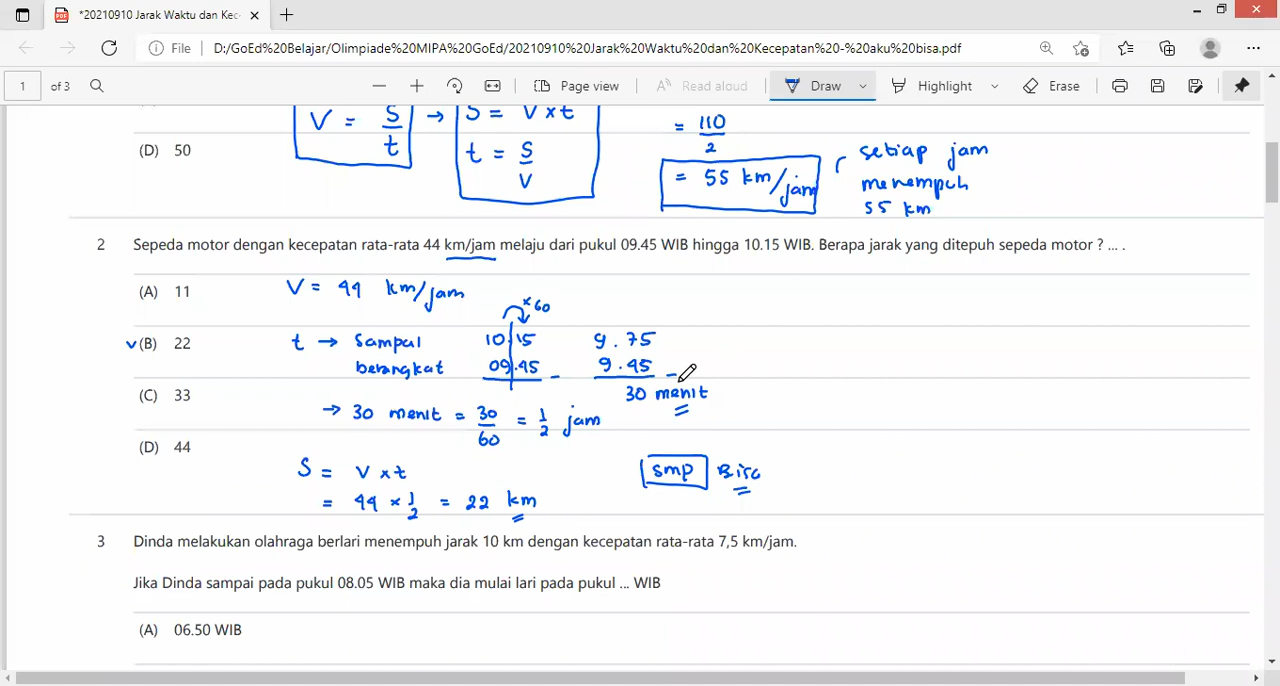 *20210910 Jarak Waktu dan Kec
File D:/GoEd%20Belajar/Olimpiade%20MIPA%20GoEd/20210910%20Jarak%20Waktu%20dan%20Kecepatan%20-%20aku%20bisa.pdf
1 of 3 Page view Read aloud Draw Highlight Erase
V = S/t → S = V x t
t = S/V
= 110/2
= 55 km/jam
setiap jam
menempuh
55 km
(D) 50
2 Sepeda motor dengan kecepatan rata-rata 44 km/jam melaju dari pukul 09.45 WIB hingga 10.15 WIB. Berapa jarak yang ditepuh sepeda motor ? ... .
(A) 11
V = 44 km/jam
x 60
v (B) 22
t → Sampai 10.15 9.75
berangkat 09.45 - 9.45 -
30 menit
(C) 33
→ 30 menit = 30/60 = 1/2 jam
(D) 44
S = V x t
smp Bisa
= 44 x 1/2 = 22 km
3 Dinda melakukan olahraga berlari menempuh jarak 10 km dengan kecepatan rata-rata 7,5 km/jam.
Jika Dinda sampai pada pukul 08.05 WIB maka dia mulai lari pada pukul ... WIB
(A) 06.50 WIB